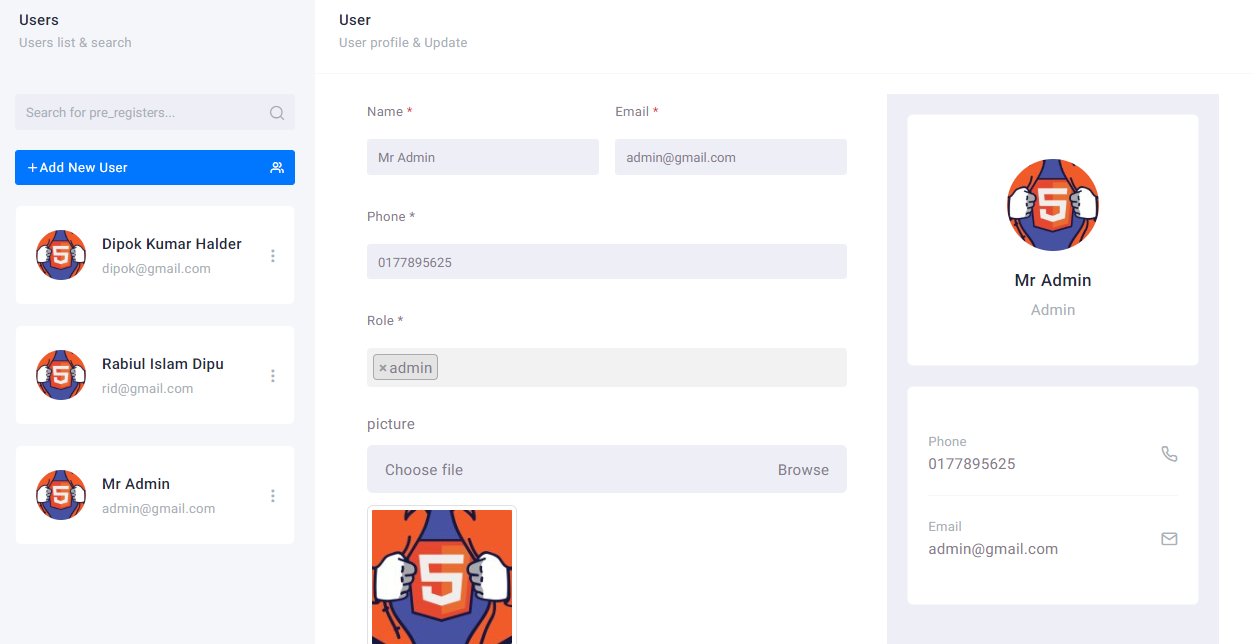 Users
Users list & search
Search for pre_registers...
+Add New User
Dipok Kumar Halder
dipok@gmail.com
Rabiul Islam Dipu
rid@gmail.com
Mr Admin
admin@gmail.com
User
User profile & Update
Name * Email *
Mr Admin admin@gmail.com
Phone *
0177895625
Role *
×admin
picture
Choose file Browse
5
Mr Admin
Admin
Phone
0177895625
Email
admin@gmail.com